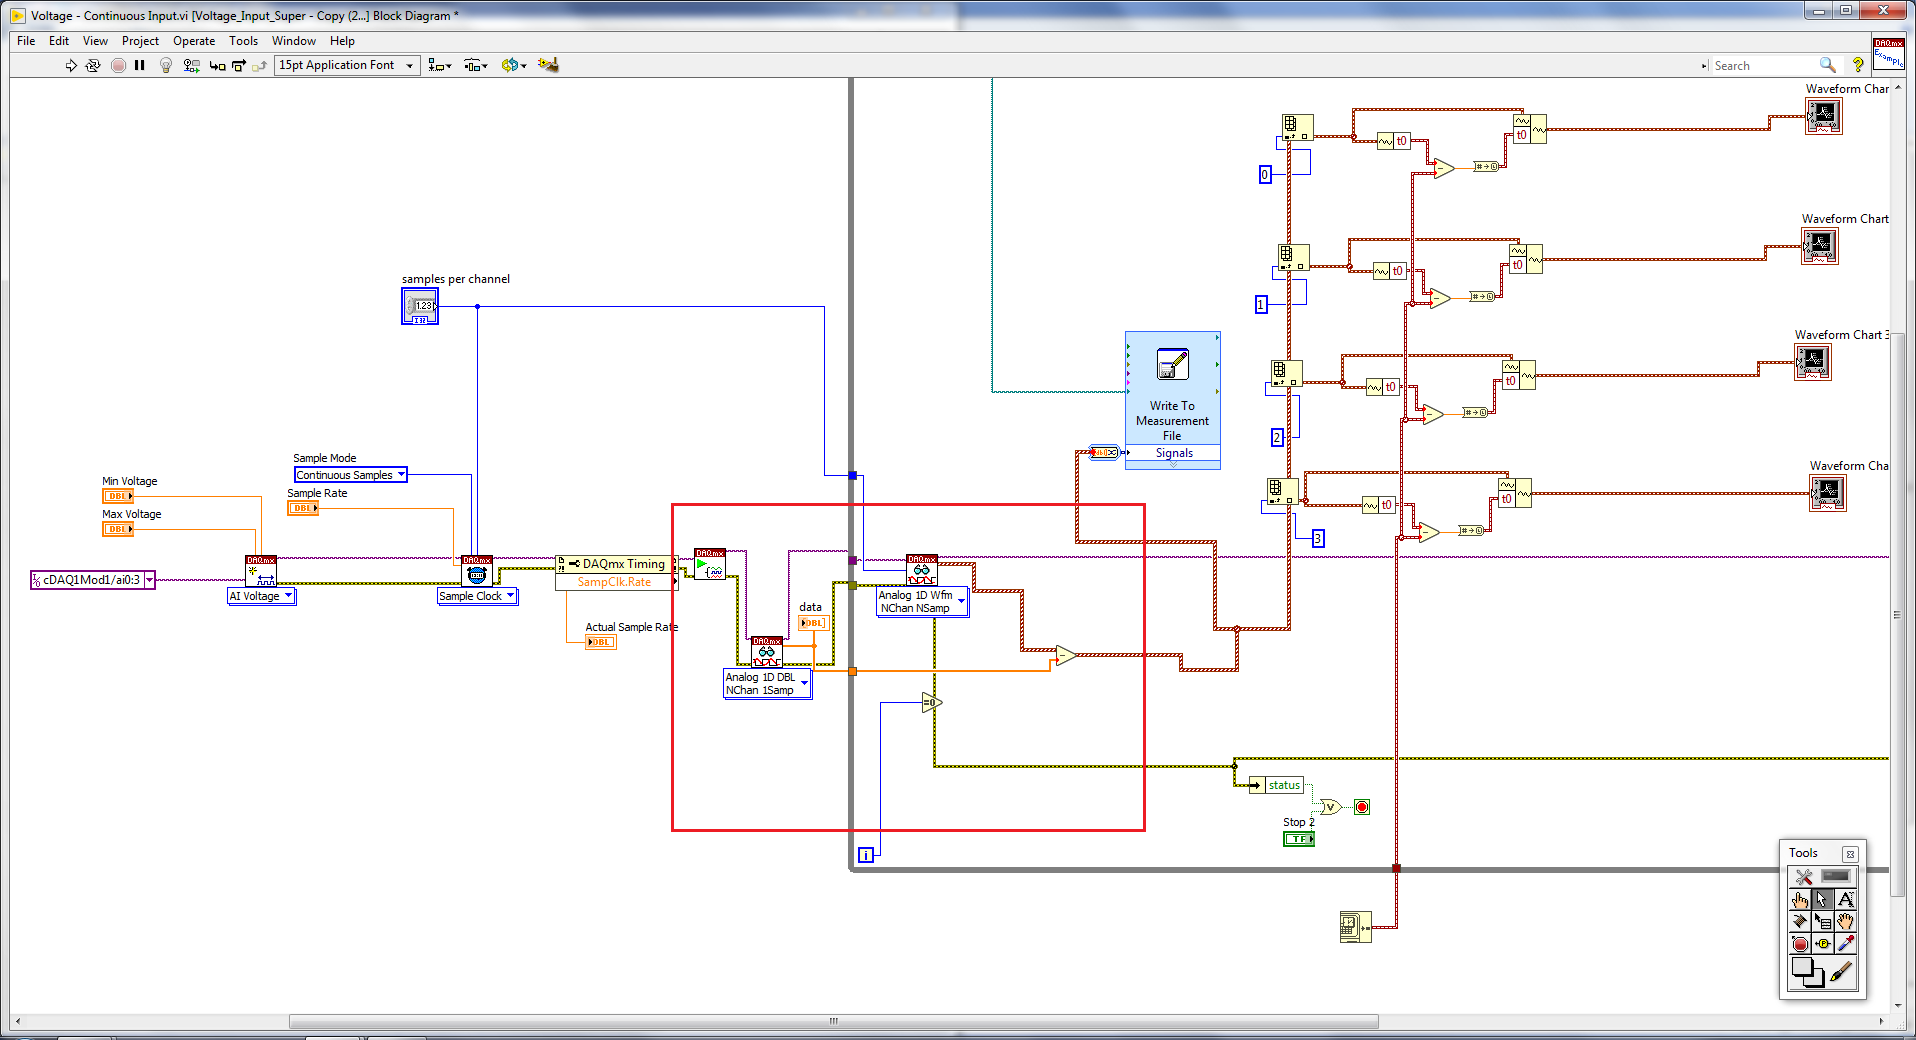 Voltage - Continuous Input.vi [Voltage_Input_Super - Copy (2...] Block Diagram *
File Edit View Project Operate Tools Window Help
15pt Application Font
Search
DAQmx
Example
Waveform Char
t0
t0
0
Waveform Chart
t0
t0
1
samples per channel
1.23
I32
Waveform Chart 3
t0
t0
2
Write To
Measurement
File
Signals
Sample Mode
Continuous Samples
Min Voltage
DBL
Sample Rate
DBL
Max Voltage
DBL
Waveform Cha
t0
t0
3
cDAQ1Mod1/ai0:3
DAQmx
AI Voltage
DAQmx
Sample Clock
DAQmx Timing
SampClk.Rate
Actual Sample Rate
DBL
DAQmx
data
DBL
DAQmx
Analog 1D DBL
NChan 1Samp
DAQmx
Analog 1D Wfm
NChan NSamp
=0
status
V
Stop 2
TF
i
Tools
A